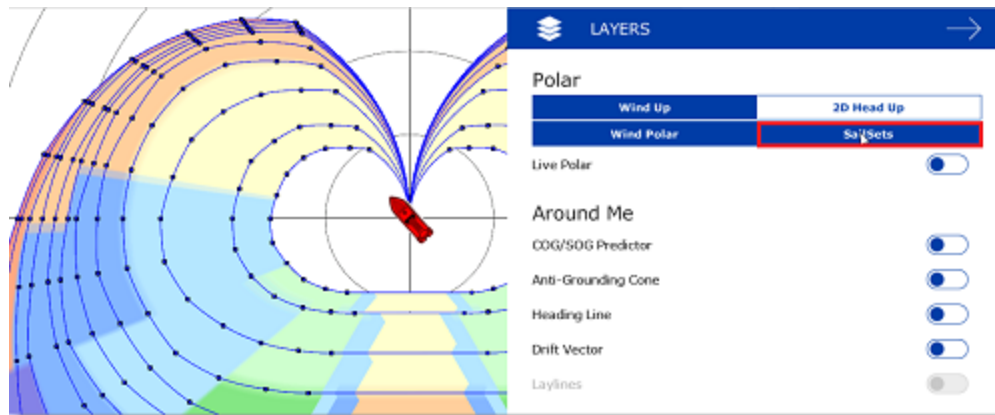 LAYERS
Polar
Wind Up
2D Head Up
Wind Polar
SailSets
Live Polar
Around Me
COG/SOG Predictor
Anti-Grounding Cone
Heading Line
Drift Vector
Laylines